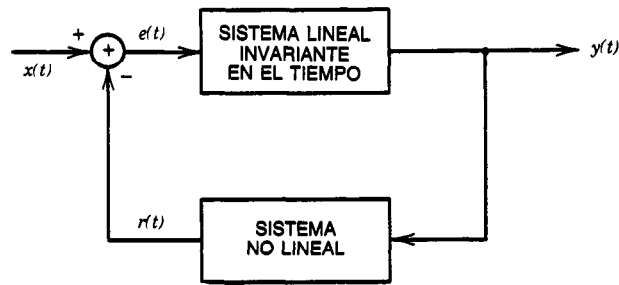 +
e(t)
SISTEMA LINEAL
INVARIANTE
EN EL TIEMPO
+
x(t)
−
y(t)
r(t)
SISTEMA
NO LINEAL